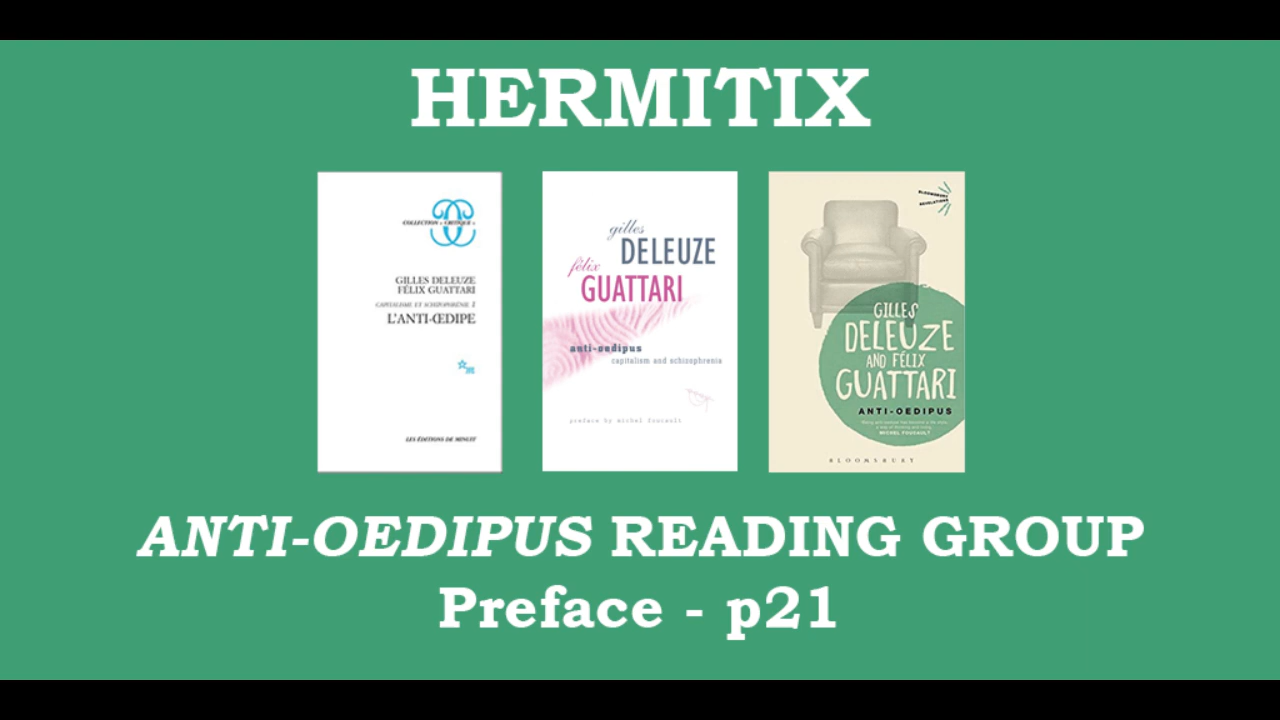 HERMITIX
COLLECTION « CRITIQUE »
GILLES DELEUZE
FÉLIX GUATTARI
CAPITALISME ET SCHIZOPHRÉNIE 1
L'ANTI-ŒDIPE
LES ÉDITIONS DE MINUIT
gilles
DELEUZE
félix
GUATTARI
anti-oedipus
capitalism and schizophrenia
preface by michel foucault
BLOOMSBURY
REVELATIONS
GILLES
DELEUZE
AND FÉLIX
GUATTARI
ANTI-OEDIPUS
MICHEL FOUCAULT
BLOOMSBURY
ANTI-OEDIPUS READING GROUP
Preface - p21